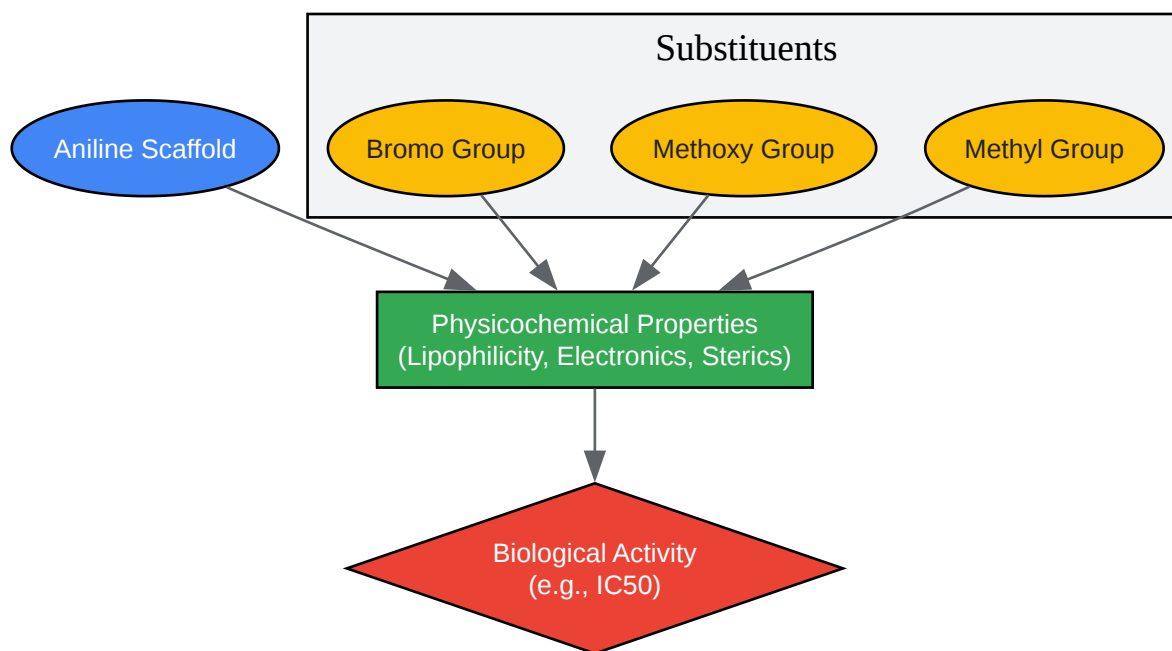 Substituents
Aniline Scaffold
Bromo Group
Methoxy Group
Methyl Group
Physicochemical Properties
(Lipophilicity, Electronics, Sterics)
Biological Activity
(e.g., IC50)